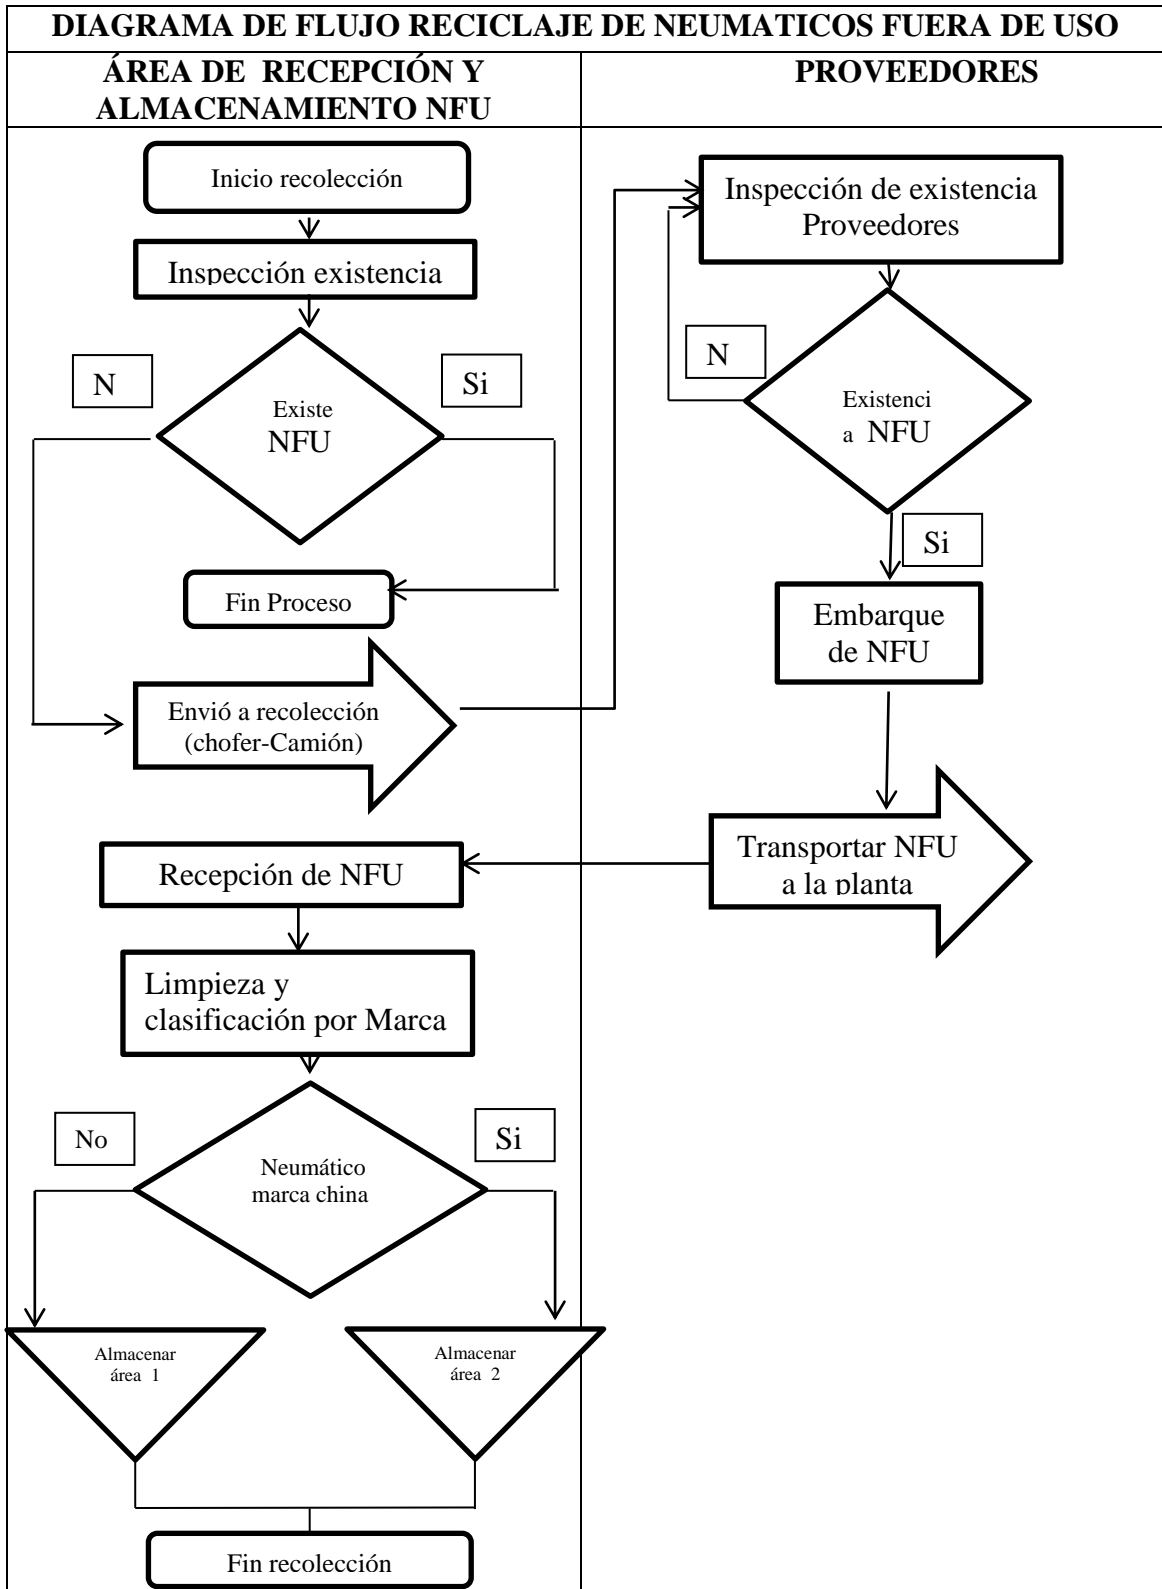 DIAGRAMA DE FLUJO RECICLAJE DE NEUMATICOS FUERA DE USO
ÁREA DE RECEPCIÓN Y
ALMACENAMIENTO NFU
PROVEEDORES
Inicio recolección
Inspección existencia
N
Si
Existe
NFU
Fin Proceso
Envió a recolección
(chofer-Camión)
Inspección de existencia
Proveedores
N
Existenci
a NFU
Si
Embarque
de NFU
Transportar NFU
a la planta
Recepción de NFU
Limpieza y
clasificación por Marca
No
Si
Neumático
marca china
Almacenar
área 1
Almacenar
área 2
Fin recolección